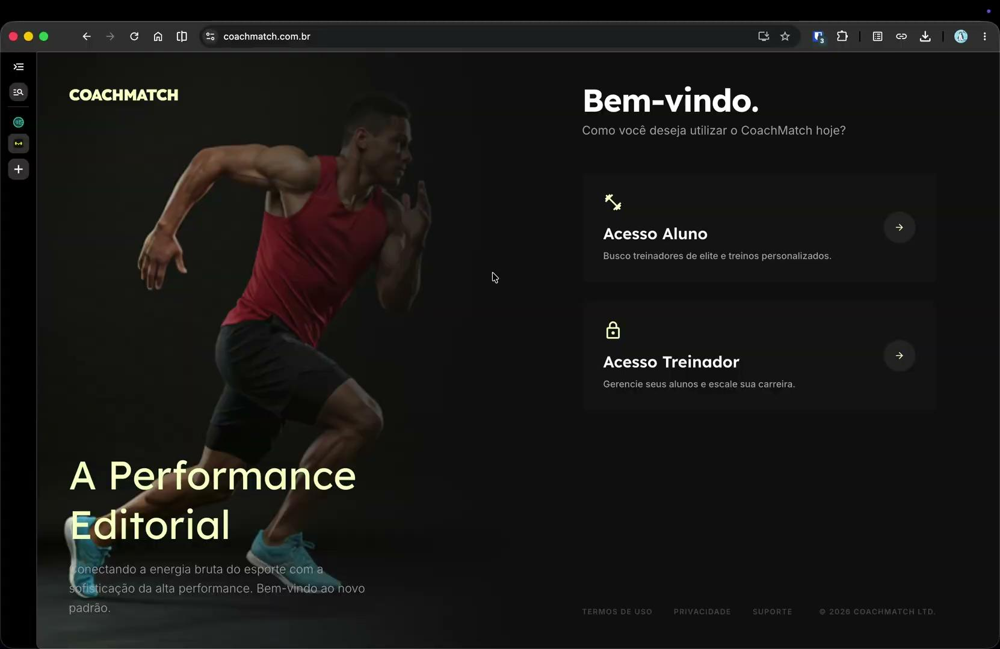 coachmatch.com.br
3
COACHMATCH
Bem-vindo.
Como você deseja utilizar o CoachMatch hoje?
Acesso Aluno
Busco treinadores de elite e treinos personalizados.
Acesso Treinador
Gerencie seus alunos e escale sua carreira.
A Performance
Editorial
Conectando a energia bruta do esporte com a
sofisticação da alta performance. Bem-vindo ao novo
padrão.
TERMOS DE USO PRIVACIDADE SUPORTE © 2026 COACHMATCH LTD.